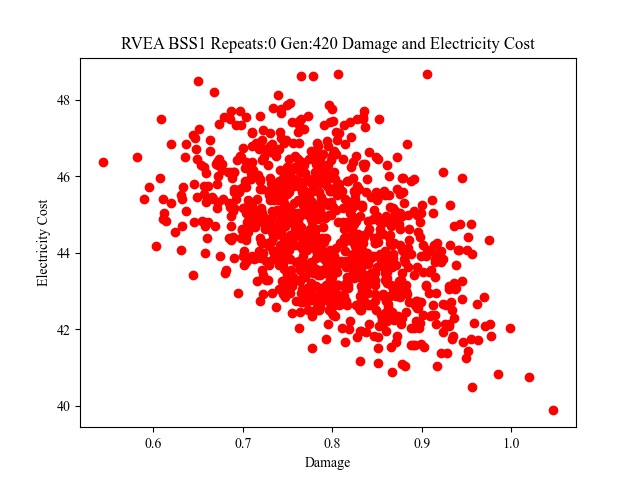 RVEA BSS1 Repeats:0 Gen:420 Damage and Electricity Cost
48
46
44
42
40
Electricity Cost
0.6 0.7 0.8 0.9 1.0
Damage